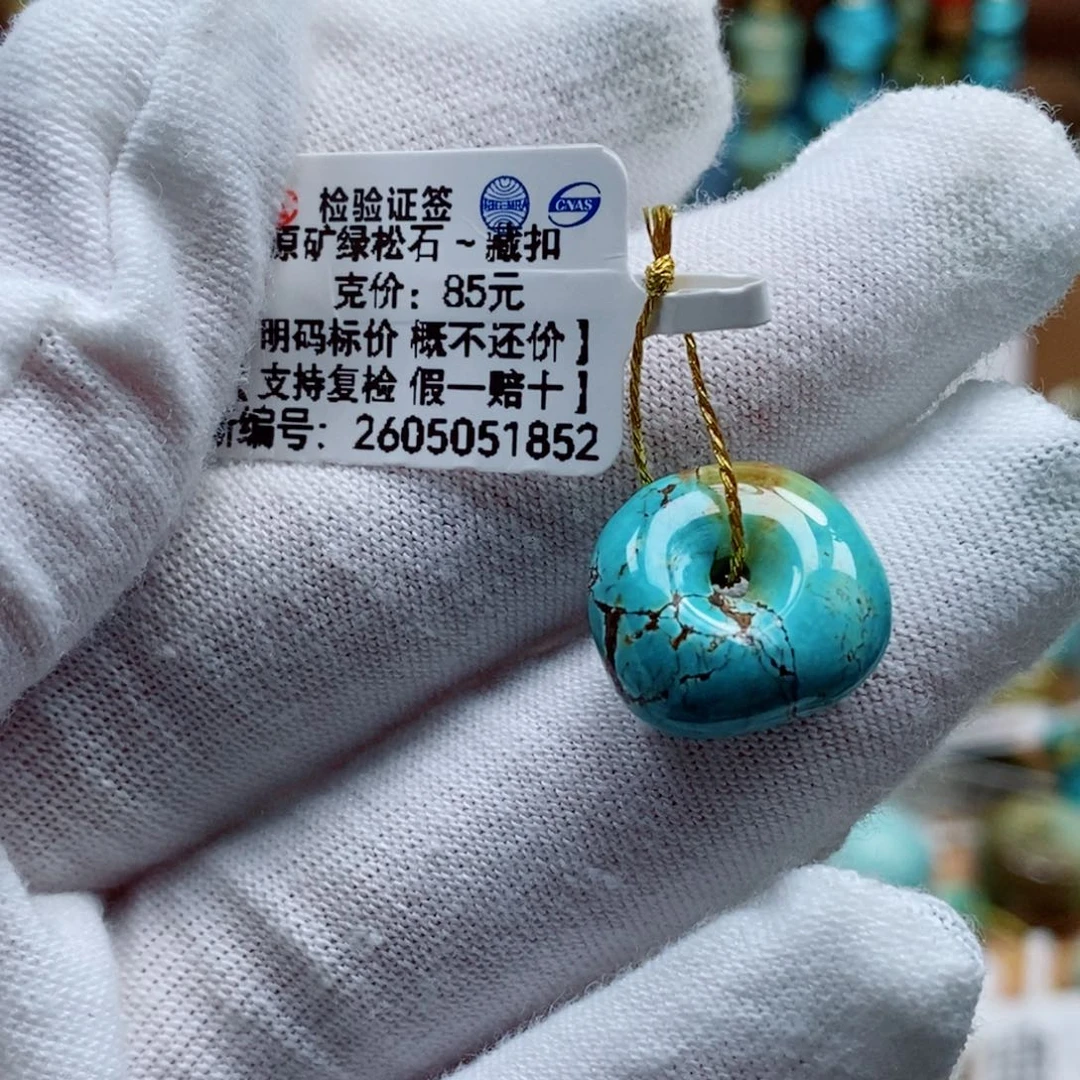 检验证签 CNAS
原矿绿松石~藏扣
克价：85元
明码标价 概不还价】
支持复检 假一赔十】
编号：2605051852